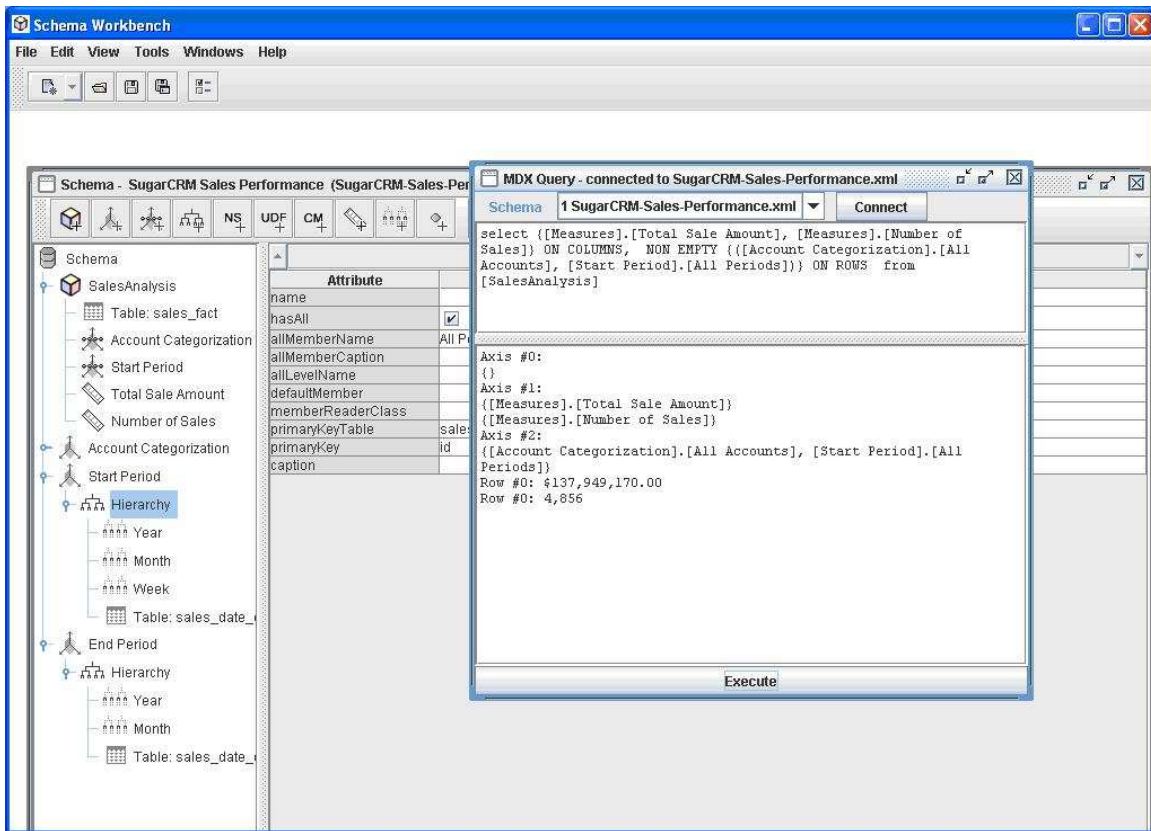 Schema Workbench
File Edit View Tools Windows Help
Schema - SugarCRM Sales Performance (SugarCRM-Sales-Per
NS UDF CM
Schema
SalesAnalysis
Table: sales_fact
Account Categorization
Start Period
Total Sale Amount
Number of Sales
Account Categorization
Start Period
Hierarchy
Year
Month
Week
Table: sales_date_
End Period
Hierarchy
Year
Month
Table: sales_date_
Attribute
name
hasAll
allMemberName All P
allMemberCaption
allLevelName
defaultMember
memberReaderClass
primaryKeyTable sales
primaryKey id
caption
MDX Query - connected to SugarCRM-Sales-Performance.xml
Schema 1 SugarCRM-Sales-Performance.xml Connect
select {[Measures].[Total Sale Amount], [Measures].[Number of
Sales]} ON COLUMNS, NON EMPTY {([Account Categorization].[All
Accounts], [Start Period].[All Periods])} ON ROWS from
[SalesAnalysis]
Axis #0:
{}
Axis #1:
{[Measures].[Total Sale Amount]}
{[Measures].[Number of Sales]}
Axis #2:
{[Account Categorization].[All Accounts], [Start Period].[All
Periods]}
Row #0: $137,949,170.00
Row #0: 4,856
Execute